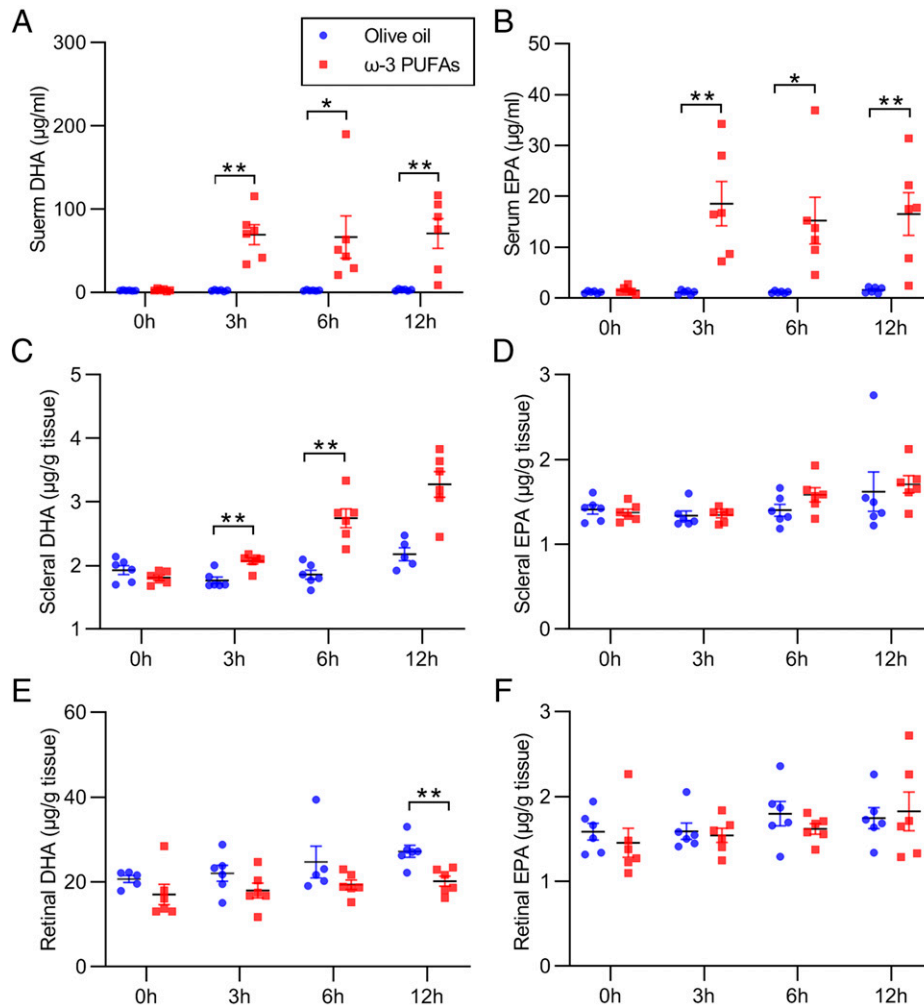 A
Olive oil
ω-3 PUFAs
Suerm DHA (µg/ml)
300
200
100
0
**
*
**
0h 3h 6h 12h
B
Serum EPA (µg/ml)
50
40
30
20
10
0
**
*
**
0h 3h 6h 12h
C
Scleral DHA (µg/g tissue)
5
4
3
2
1
**
**
0h 3h 6h 12h
D
Scleral EPA (µg/g tissue)
3
2
1
0
0h 3h 6h 12h
E
Retinal DHA (µg/g tissue)
60
40
20
0
**
0h 3h 6h 12h
F
Retinal EPA (µg/g tissue)
3
2
1
0
0h 3h 6h 12h